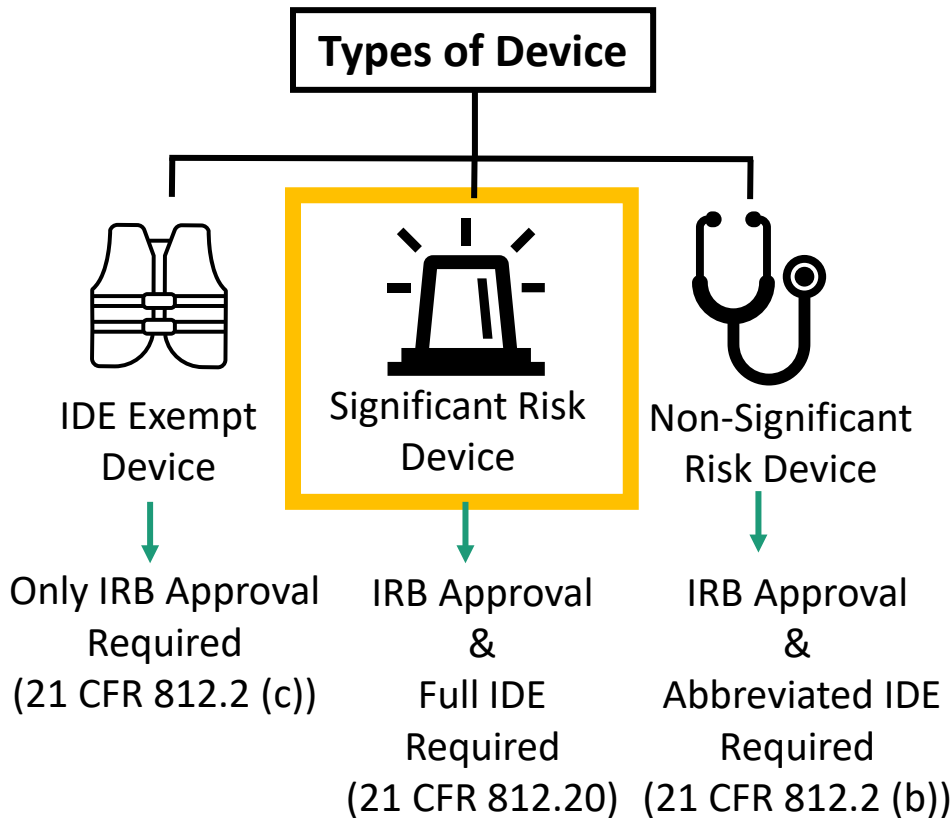 Types of Device
IDE Exempt
Device
Significant Risk
Device
Non-Significant
Risk Device
Only IRB Approval
Required
(21 CFR 812.2 (c))
IRB Approval
&
Full IDE
Required
(21 CFR 812.20)
IRB Approval
&
Abbreviated IDE
Required
(21 CFR 812.2 (b))